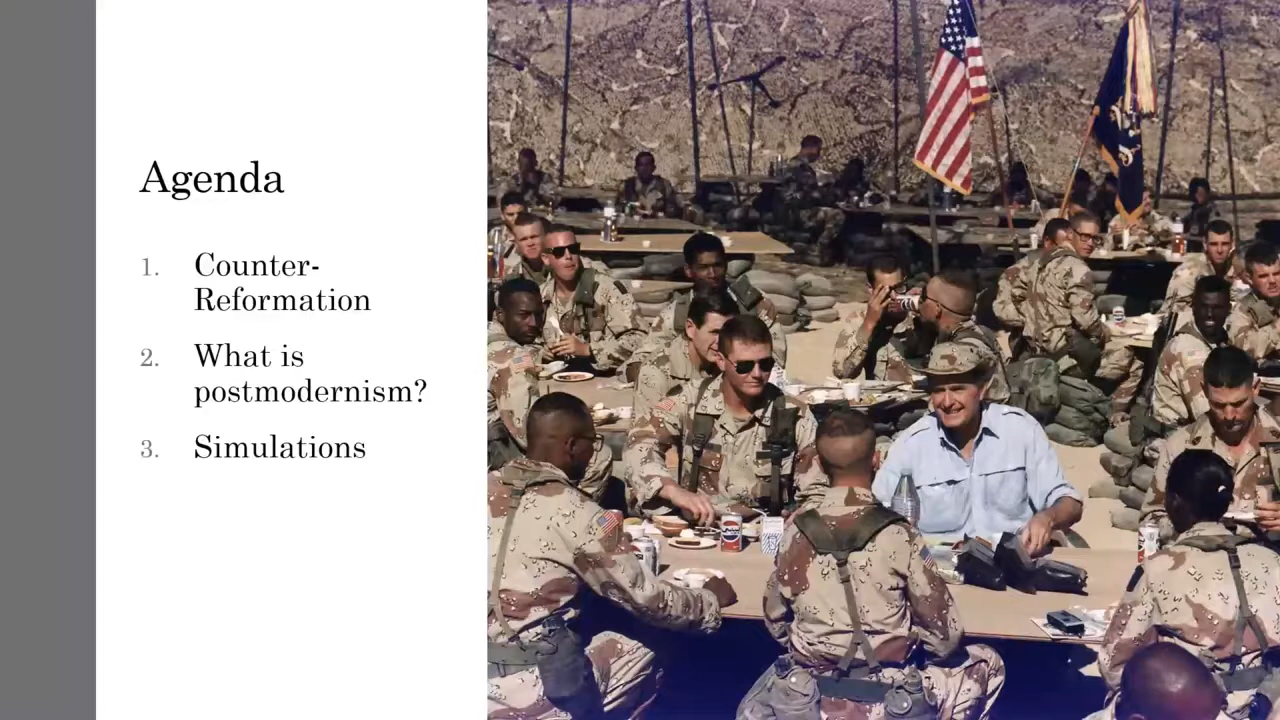 Agenda
1. Counter-
Reformation
2. What is
postmodernism?
3. Simulations